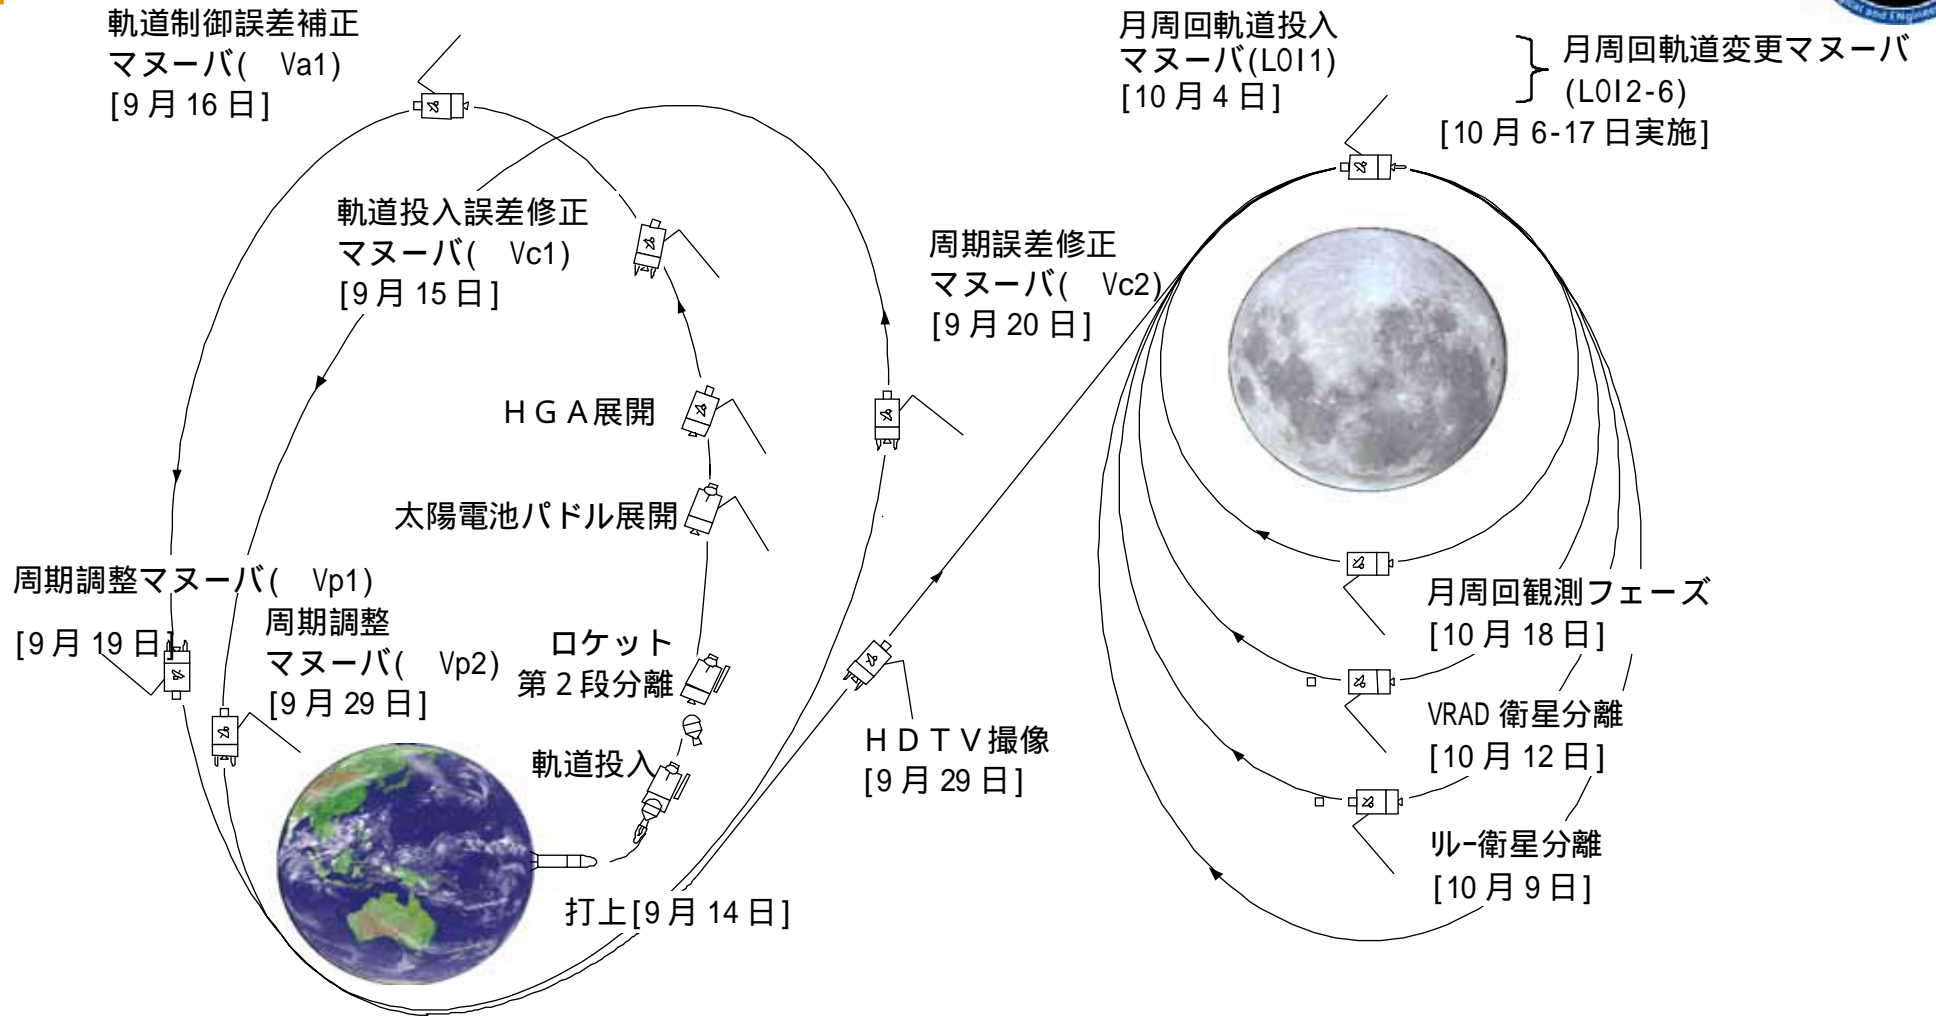 軌道制御誤差補正
マヌーバ( Va1)
[9月16日]
軌道投入誤差修正
マヌーバ( Vc1)
[9月15日]
HGA展開
太陽電池パドル展開
周期調整マヌーバ( Vp1)
[9月19日]
周期調整
マヌーバ( Vp2)
[9月29日]
ロケット
第2段分離
軌道投入
打上[9月14日]
周期誤差修正
マヌーバ( Vc2)
[9月20日]
HDTV撮像
[9月29日]
月周回軌道投入
マヌーバ(LOI1)
[10月4日]
月周回軌道変更マヌーバ
(LOI2-6)
[10月6-17日実施]
月周回観測フェーズ
[10月18日]
VRAD衛星分離
[10月12日]
リレー衛星分離
[10月9日]